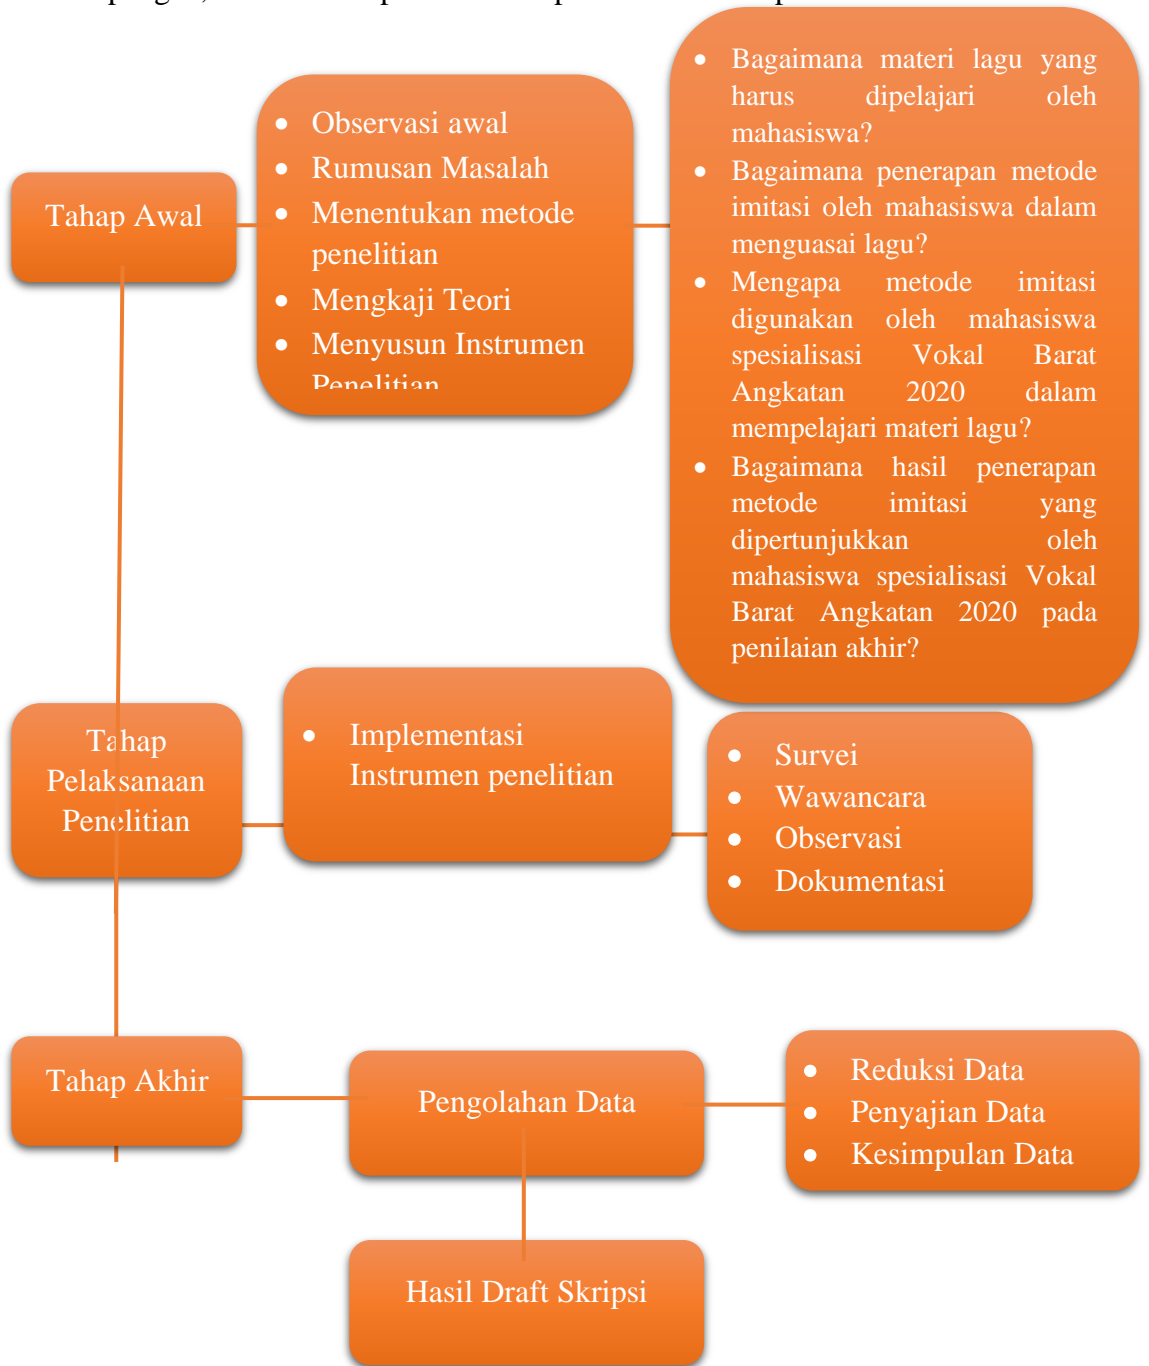 Tahap Awal
• Observasi awal
• Rumusan Masalah
• Menentukan metode
penelitian
• Mengkaji Teori
• Menyusun Instrumen
Penelitian
• Bagaimana materi lagu yang
harus dipelajari oleh
mahasiswa?
• Bagaimana penerapan metode
imitasi oleh mahasiswa dalam
menguasai lagu?
• Mengapa metode imitasi
digunakan oleh mahasiswa
spesialisasi Vokal Barat
Angkatan 2020 dalam
mempelajari materi lagu?
• Bagaimana hasil penerapan
metode imitasi yang
dipertunjukkan oleh
mahasiswa spesialisasi Vokal
Barat Angkatan 2020 pada
penilaian akhir?
Tahap
Pelaksanaan
Penelitian
• Implementasi
Instrumen penelitian
• Survei
• Wawancara
• Observasi
• Dokumentasi
Tahap Akhir
Pengolahan Data
• Reduksi Data
• Penyajian Data
• Kesimpulan Data
Hasil Draft Skripsi